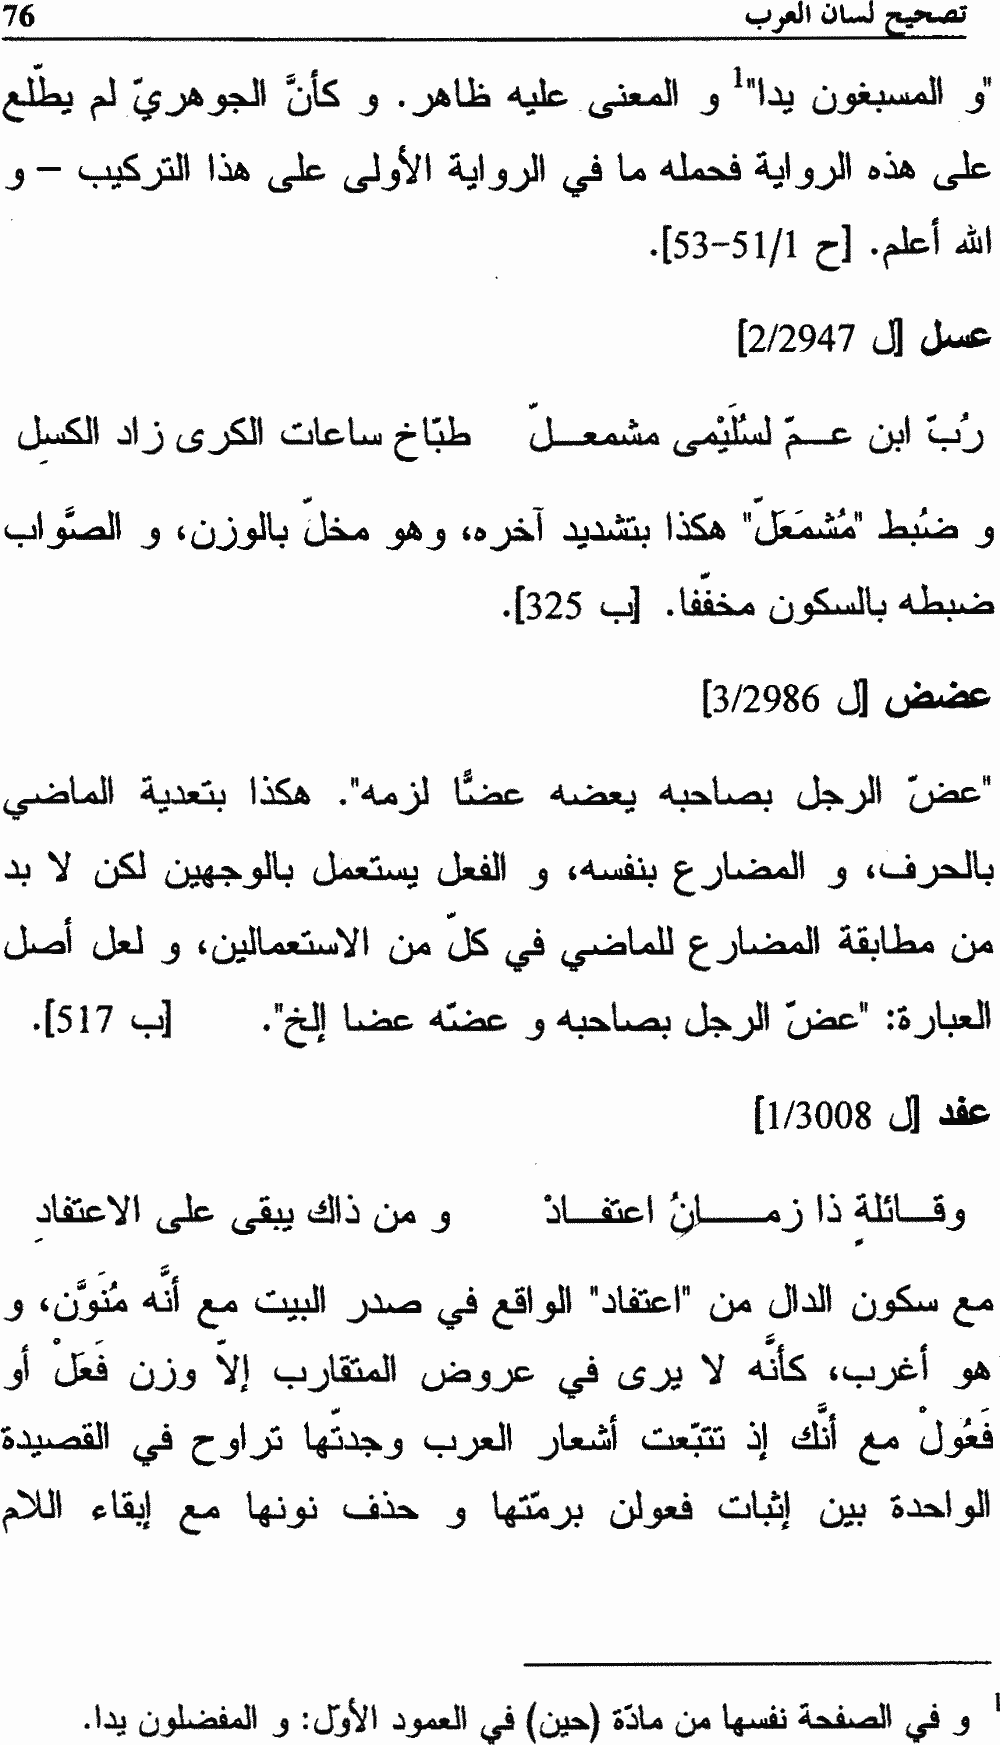 تصحيح لسان العرب 76
"و المسبغون يدا"1 و المعنى عليه ظاهر. و كأنَّ الجوهريّ لم يطّلع
على هذه الرواية فحمله ما في الرواية الأولى على هذا التركيب – و
الله أعلم. [ح 51/1-53].
عسل [ل 2/2947]
رُبّ ابن عـم ّ لسُلَيْمى مشمعـلّ طبّاخ ساعات الكرى زاد الكسلِ
و ضُبط "مُشمَعَلّ" هكذا بتشديد آخره، وهو مخلّ بالوزن، و الصَّواب
ضبطه بالسكون مخفّفا. [ب 325].
عضض [ل 3/2986]
"عضّ الرجل بصاحبه يعضه عضًّا لزمه". هكذا بتعدية الماضي
بالحرف، و المضارع بنفسه، و الفعل يستعمل بالوجهين لكن لا بد
من مطابقة المضارع للماضي في كلّ من الاستعمالين، و لعل أصل
العبارة: "عضّ الرجل بصاحبه و عضّه عضا إلخ". [ب 517].
عفد [ل 1/3008]
وقـائلةٍ ذا زمـانُ اعتفـادْ و من ذاك يبقى على الاعتفادِ
مع سكون الدال من "اعتفاد" الواقع في صدر البيت مع أنَّه مُنَوَّن، و
هو أغرب، كأنَّه لا يرى في عروض المتقارب إلاّ وزن فَعَلْ أو
فَعُولْ مع أنَّك إذ تتبّعت أشعار العرب وجدتّها تراوح في القصيدة
الواحدة بين إثبات فعولن برمّتها و حذف نونها مع إبقاء اللام
1 و في الصفحة نفسها من مادّة (حين) في العمود الأوّل: و المفضلون يدا.